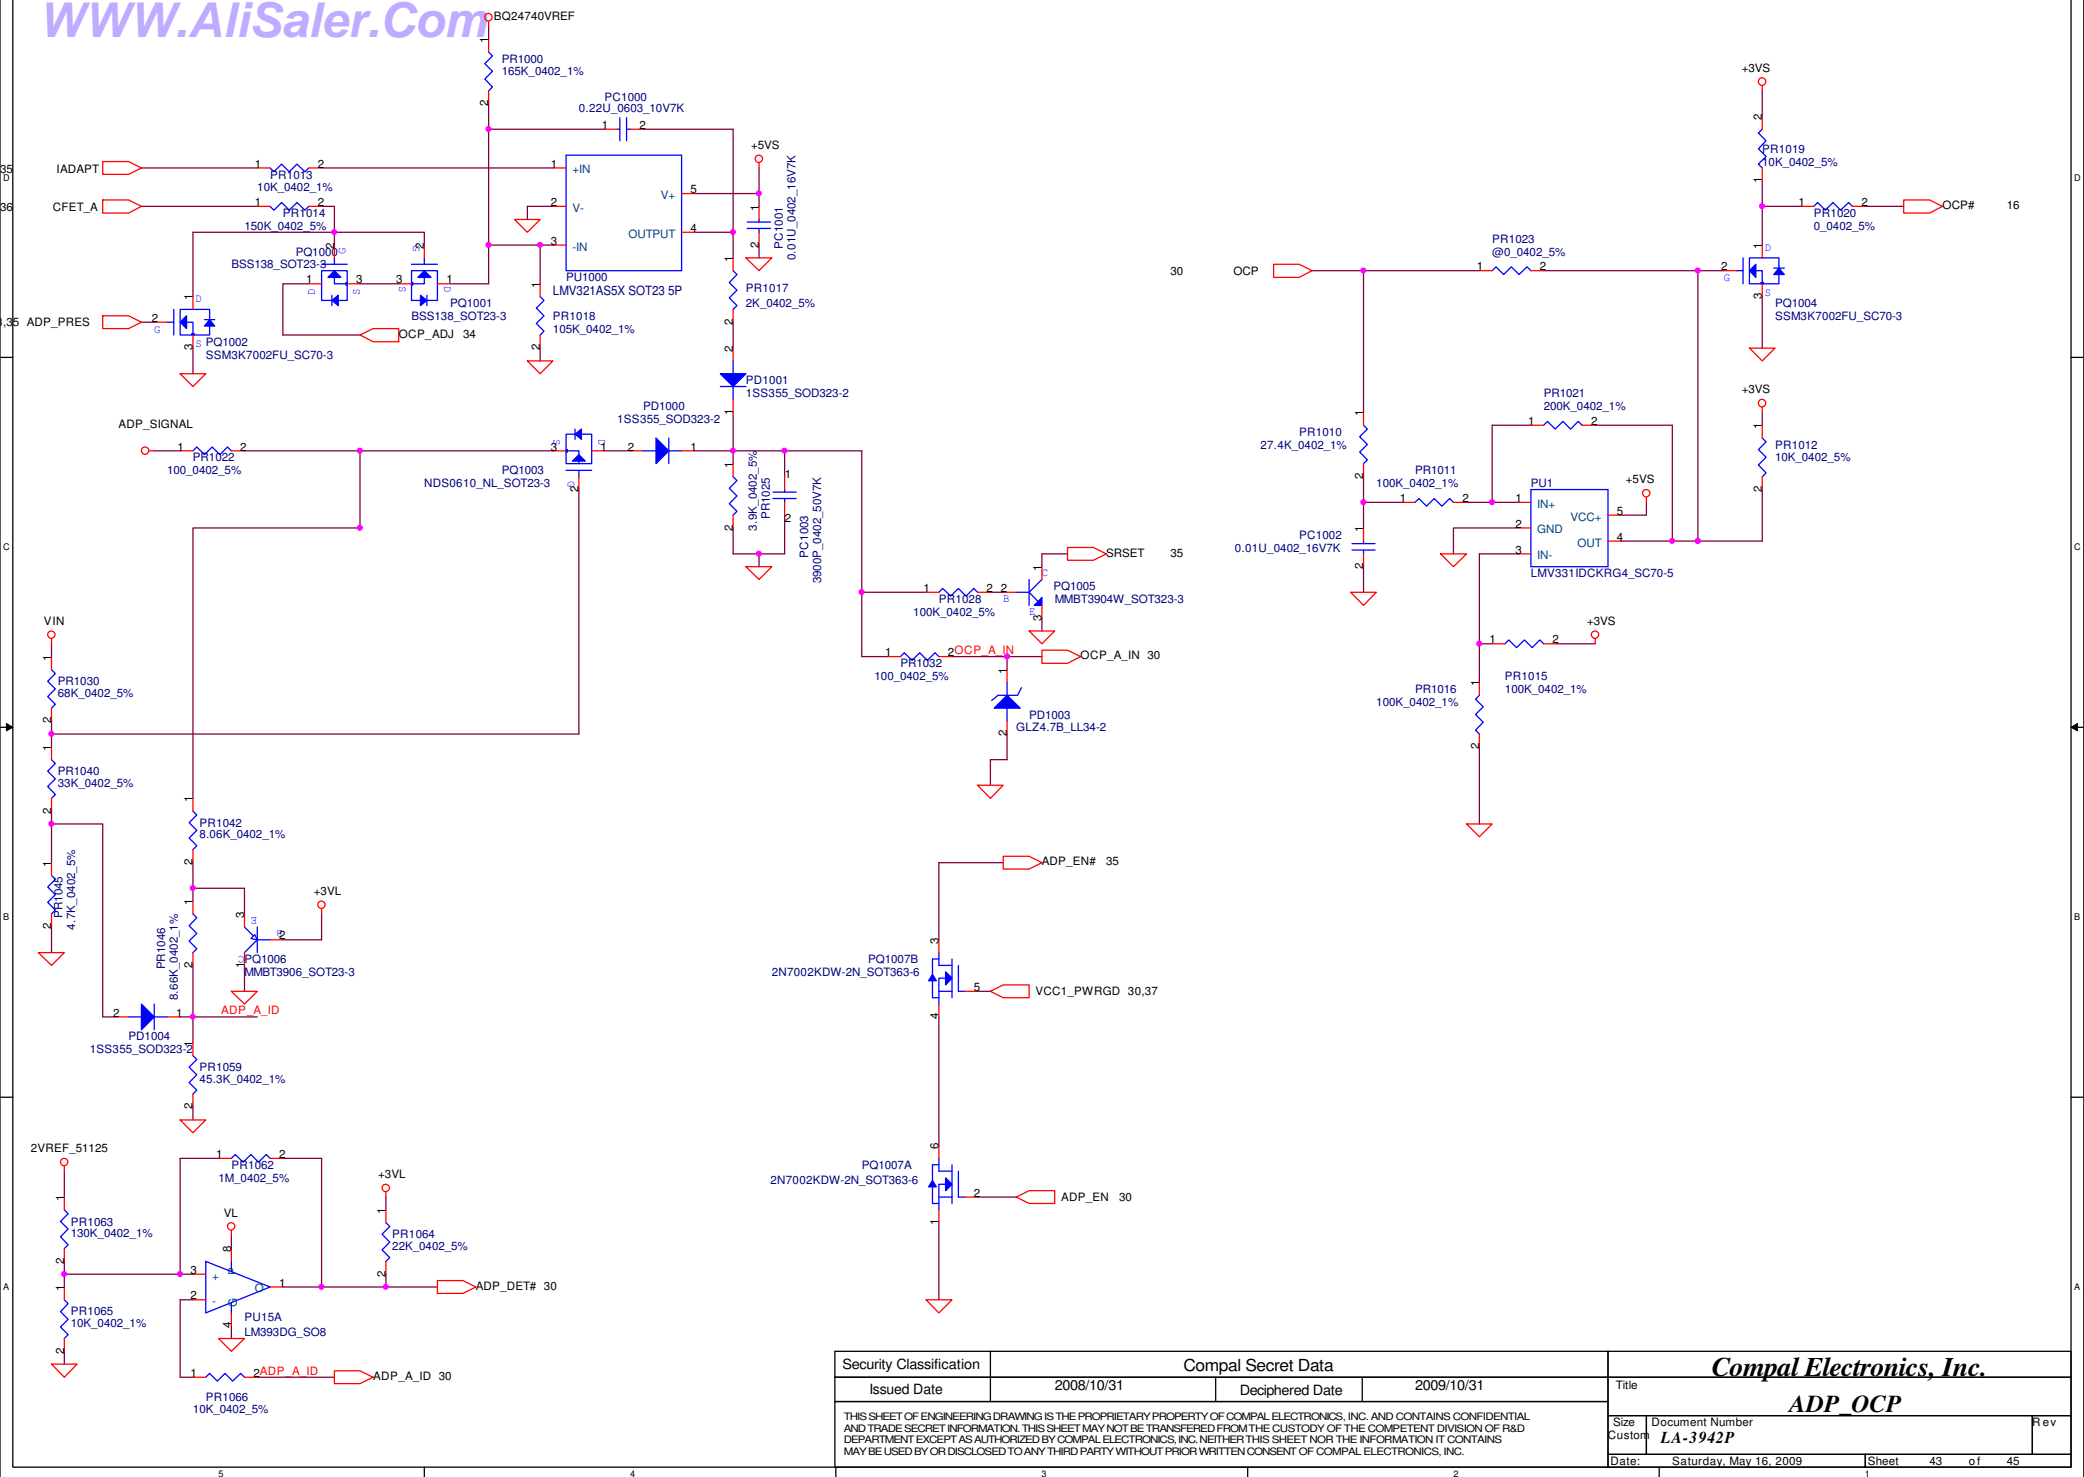 WWW.AliSaler.Com
BQ24740VREF
PR1000
165K_0402_1%
PC1000
0.22U_0603_10V7K
+5VS
PC1001
0.01U_0402_16V7K
IADAPT
PR1013
10K_0402_1%
CFET_A
PR1014
150K_0402_5%
+IN
V-
-IN
V+
OUTPUT
PU1000
LMV321AS5X SOT23 5P
PQ1000
BSS138_SOT23-3
PQ1001
BSS138_SOT23-3
OCP_ADJ 34
PR1018
105K_0402_1%
PR1017
2K_0402_5%
ADP_PRES
PQ1002
SSM3K7002FU_SC70-3
PD1001
1SS355_SOD323-2
PD1000
1SS355_SOD323-2
ADP_SIGNAL
PR1022
100_0402_5%
PQ1003
NDS0610_NL_SOT23-3
3.9K_0402_5%
PR1025
PC1003
3900P_0402_50V7K
SRSET 35
PR1028
100K_0402_5%
PQ1005
MMBT3904W_SOT323-3
PR1032
100_0402_5%
OCP_A_IN
OCP_A_IN 30
PD1003
GLZ4.7B_LL34-2
+3VS
PR1019
10K_0402_5%
PR1020
0_0402_5%
OCP# 16
30 OCP
PR1023
@0_0402_5%
PQ1004
SSM3K7002FU_SC70-3
+3VS
PR1012
10K_0402_5%
PR1021
200K_0402_1%
PR1010
27.4K_0402_1%
PR1011
100K_0402_1%
PU1
+5VS
IN+
GND
IN-
VCC+
OUT
LMV331IDCKRG4_SC70-5
PC1002
0.01U_0402_16V7K
+3VS
PR1015
100K_0402_1%
PR1016
100K_0402_1%
VIN
PR1030
68K_0402_5%
PR1040
33K_0402_5%
PR1045
4.7K_0402_5%
PR1042
8.06K_0402_1%
+3VL
PR1046
8.66K_0402_1%
PQ1006
MMBT3906_SOT23-3
ADP_A_ID
PD1004
1SS355_SOD323-2
PR1059
45.3K_0402_1%
ADP_EN# 35
PQ1007B
2N7002KDW-2N_SOT363-6
VCC1_PWRGD 30,37
PQ1007A
2N7002KDW-2N_SOT363-6
ADP_EN 30
2VREF_51125
PR1062
1M_0402_5%
+3VL
VL
PR1063
130K_0402_1%
PR1064
22K_0402_5%
ADP_DET# 30
PR1065
10K_0402_1%
PU15A
LM393DG_SO8
ADP_A_ID
ADP_A_ID 30
PR1066
10K_0402_5%
Security Classification
Compal Secret Data
Issued Date
2008/10/31
Deciphered Date
2009/10/31
THIS SHEET OF ENGINEERING DRAWING IS THE PROPRIETARY PROPERTY OF COMPAL ELECTRONICS, INC. AND CONTAINS CONFIDENTIAL
AND TRADE SECRET INFORMATION. THIS SHEET MAY NOT BE TRANSFERED FROM THE CUSTODY OF THE COMPETENT DIVISION OF R&D
DEPARTMENT EXCEPT AS AUTHORIZED BY COMPAL ELECTRONICS, INC. NEITHER THIS SHEET NOR THE INFORMATION IT CONTAINS
MAY BE USED BY OR DISCLOSED TO ANY THIRD PARTY WITHOUT PRIOR WRITTEN CONSENT OF COMPAL ELECTRONICS, INC.
Compal Electronics, Inc.
Title
ADP_OCP
Size
Custom
Document Number
LA-3942P
Rev
Date: Saturday, May 16, 2009
Sheet 43 of 45